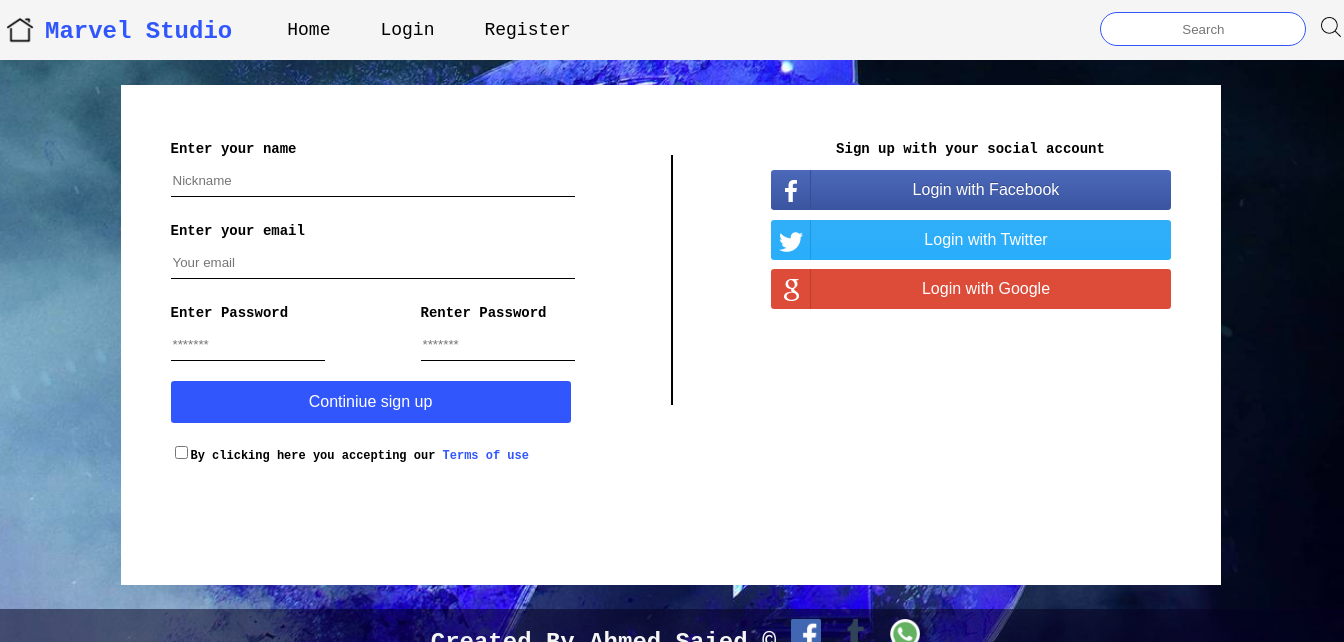 Marvel Studio Home Login Register Search
Enter your name
Nickname
Enter your email
Your email
Enter Password Renter Password
******* *******
Continiue sign up
By clicking here you accepting our Terms of use
Sign up with your social account
Login with Facebook
Login with Twitter
Login with Google
Created By Ahmed Saied ©